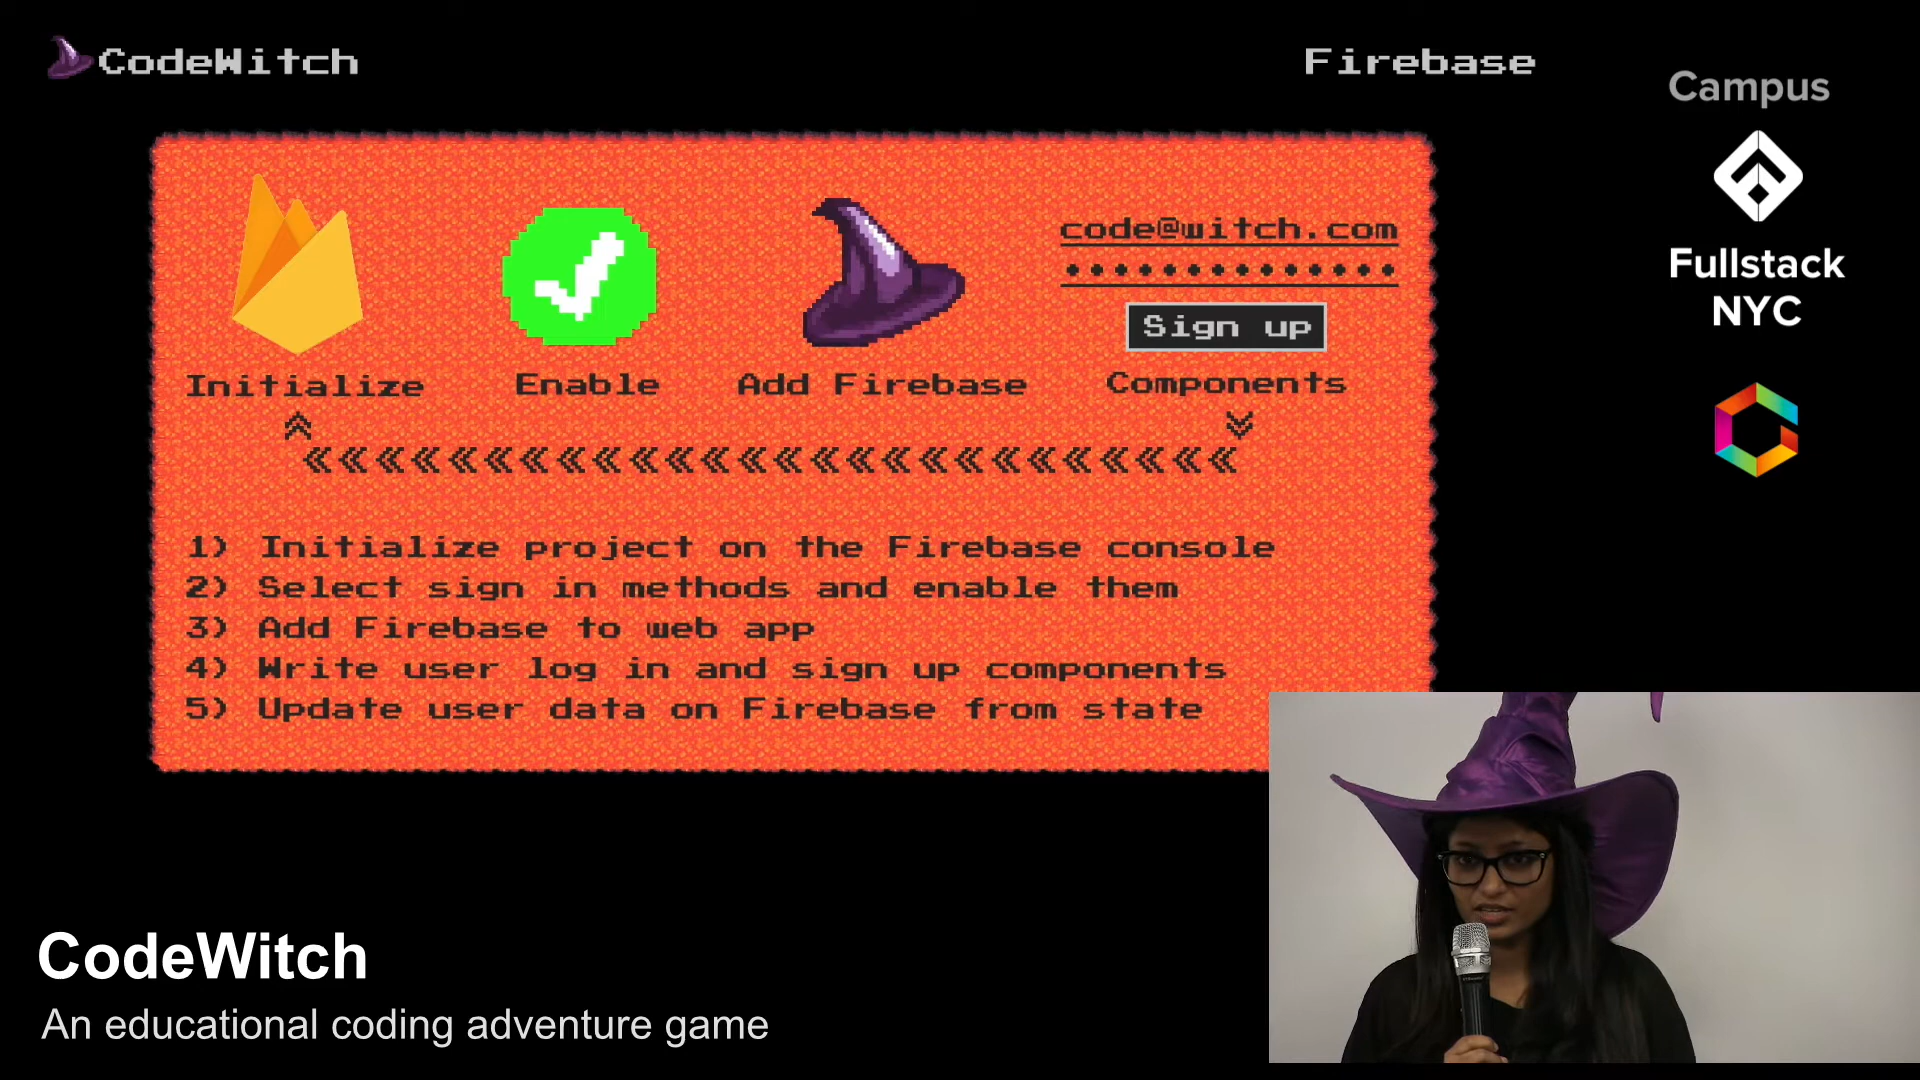 CodeWitch
Firebase
Campus
Fullstack
NYC
code@witch.com
Sign up
Initialize
Enable
Add Firebase
Components
1) Initialize project on the Firebase console
2) Select sign in methods and enable them
3) Add Firebase to web app
4) Write user log in and sign up components
5) Update user data on Firebase from state
CodeWitch
An educational coding adventure game